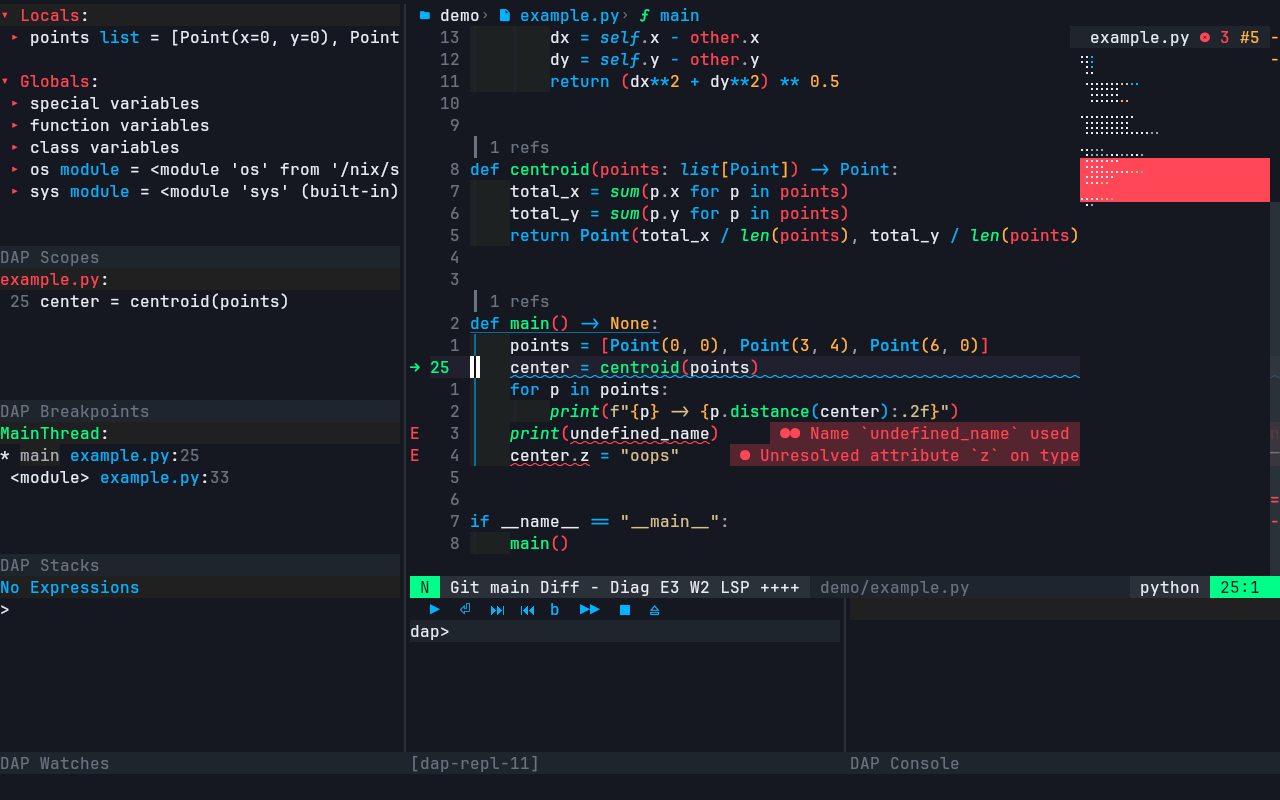 Locals:
points list = [Point(x=0, y=0), Point
Globals:
special variables
function variables
class variables
os module = <module 'os' from '/nix/s
sys module = <module 'sys' (built-in)
DAP Scopes
example.py:
25 center = centroid(points)
DAP Breakpoints
MainThread:
* main example.py:25
<module> example.py:33
DAP Stacks
No Expressions
>
DAP Watches
demo › example.py › main
example.py 3 #5
13 dx = self.x - other.x
12 dy = self.y - other.y
11 return (dx**2 + dy**2) ** 0.5
10
9
1 refs
8 def centroid(points: list[Point]) -> Point:
7 total_x = sum(p.x for p in points)
6 total_y = sum(p.y for p in points)
5 return Point(total_x / len(points), total_y / len(points)
4
3
1 refs
2 def main() -> None:
1 points = [Point(0, 0), Point(3, 4), Point(6, 0)]
→ 25 center = centroid(points)
1 for p in points:
2 print(f"{p} -> {p.distance(center):.2f}")
E 3 print(undefined_name) ●● Name `undefined_name` used
E 4 center.z = "oops" ● Unresolved attribute `z` on type
5
6
7 if __name__ == "__main__":
8 main()
N Git main Diff - Diag E3 W2 LSP ++++ demo/example.py python 25:1
b
dap>
[dap-repl-11]
DAP Console